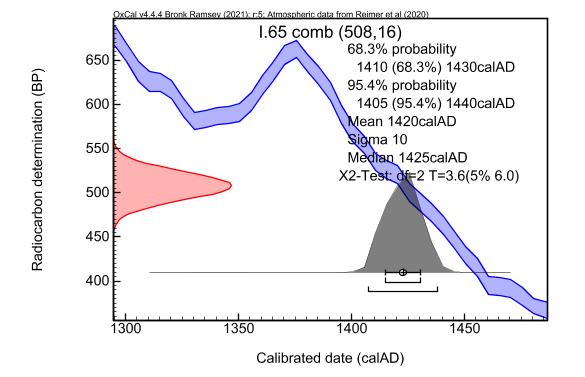 OxCal v4.4.4 Bronk Ramsey (2021); r:5; Atmospheric data from Reimer et al (2020)
I.65 comb (508,16)
68.3% probability
1410 (68.3%) 1430calAD
95.4% probability
1405 (95.4%) 1440calAD
Mean 1420calAD
Sigma 10
Median 1425calAD
X2-Test: df=2 T=3.6(5% 6.0)
Radiocarbon determination (BP)
650
600
550
500
450
400
1300 1350 1400 1450
Calibrated date (calAD)